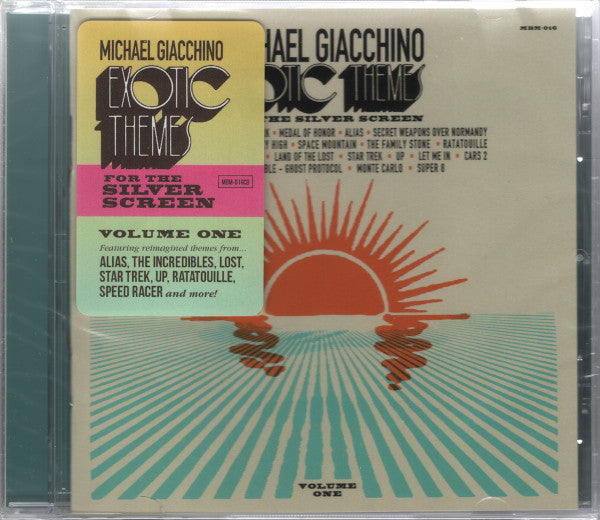 MICHAEL GIACCHINO
EXOTIC
THEMES
FOR THE
SILVER
SCREEN
MBM-016CD
VOLUME ONE
Featuring reimagined themes from...
ALIAS, THE INCREDIBLES, LOST,
STAR TREK, UP, RATATOUILLE,
SPEED RACER and more!
MBM-016
HAEL GIACCHINO
OTIC THEMES
THE SILVER SCREEN
K • MEDAL OF HONOR • ALIAS • SECRET WEAPONS OVER NORMANDY
Y HIGH • SPACE MOUNTAIN • THE FAMILY STONE • RATATOUILLE
LAND OF THE LOST • STAR TREK • UP • LET ME IN • CARS 2
BLE - GHOST PROTOCOL • MONTE CARLO • SUPER 8
VOLUME
ONE